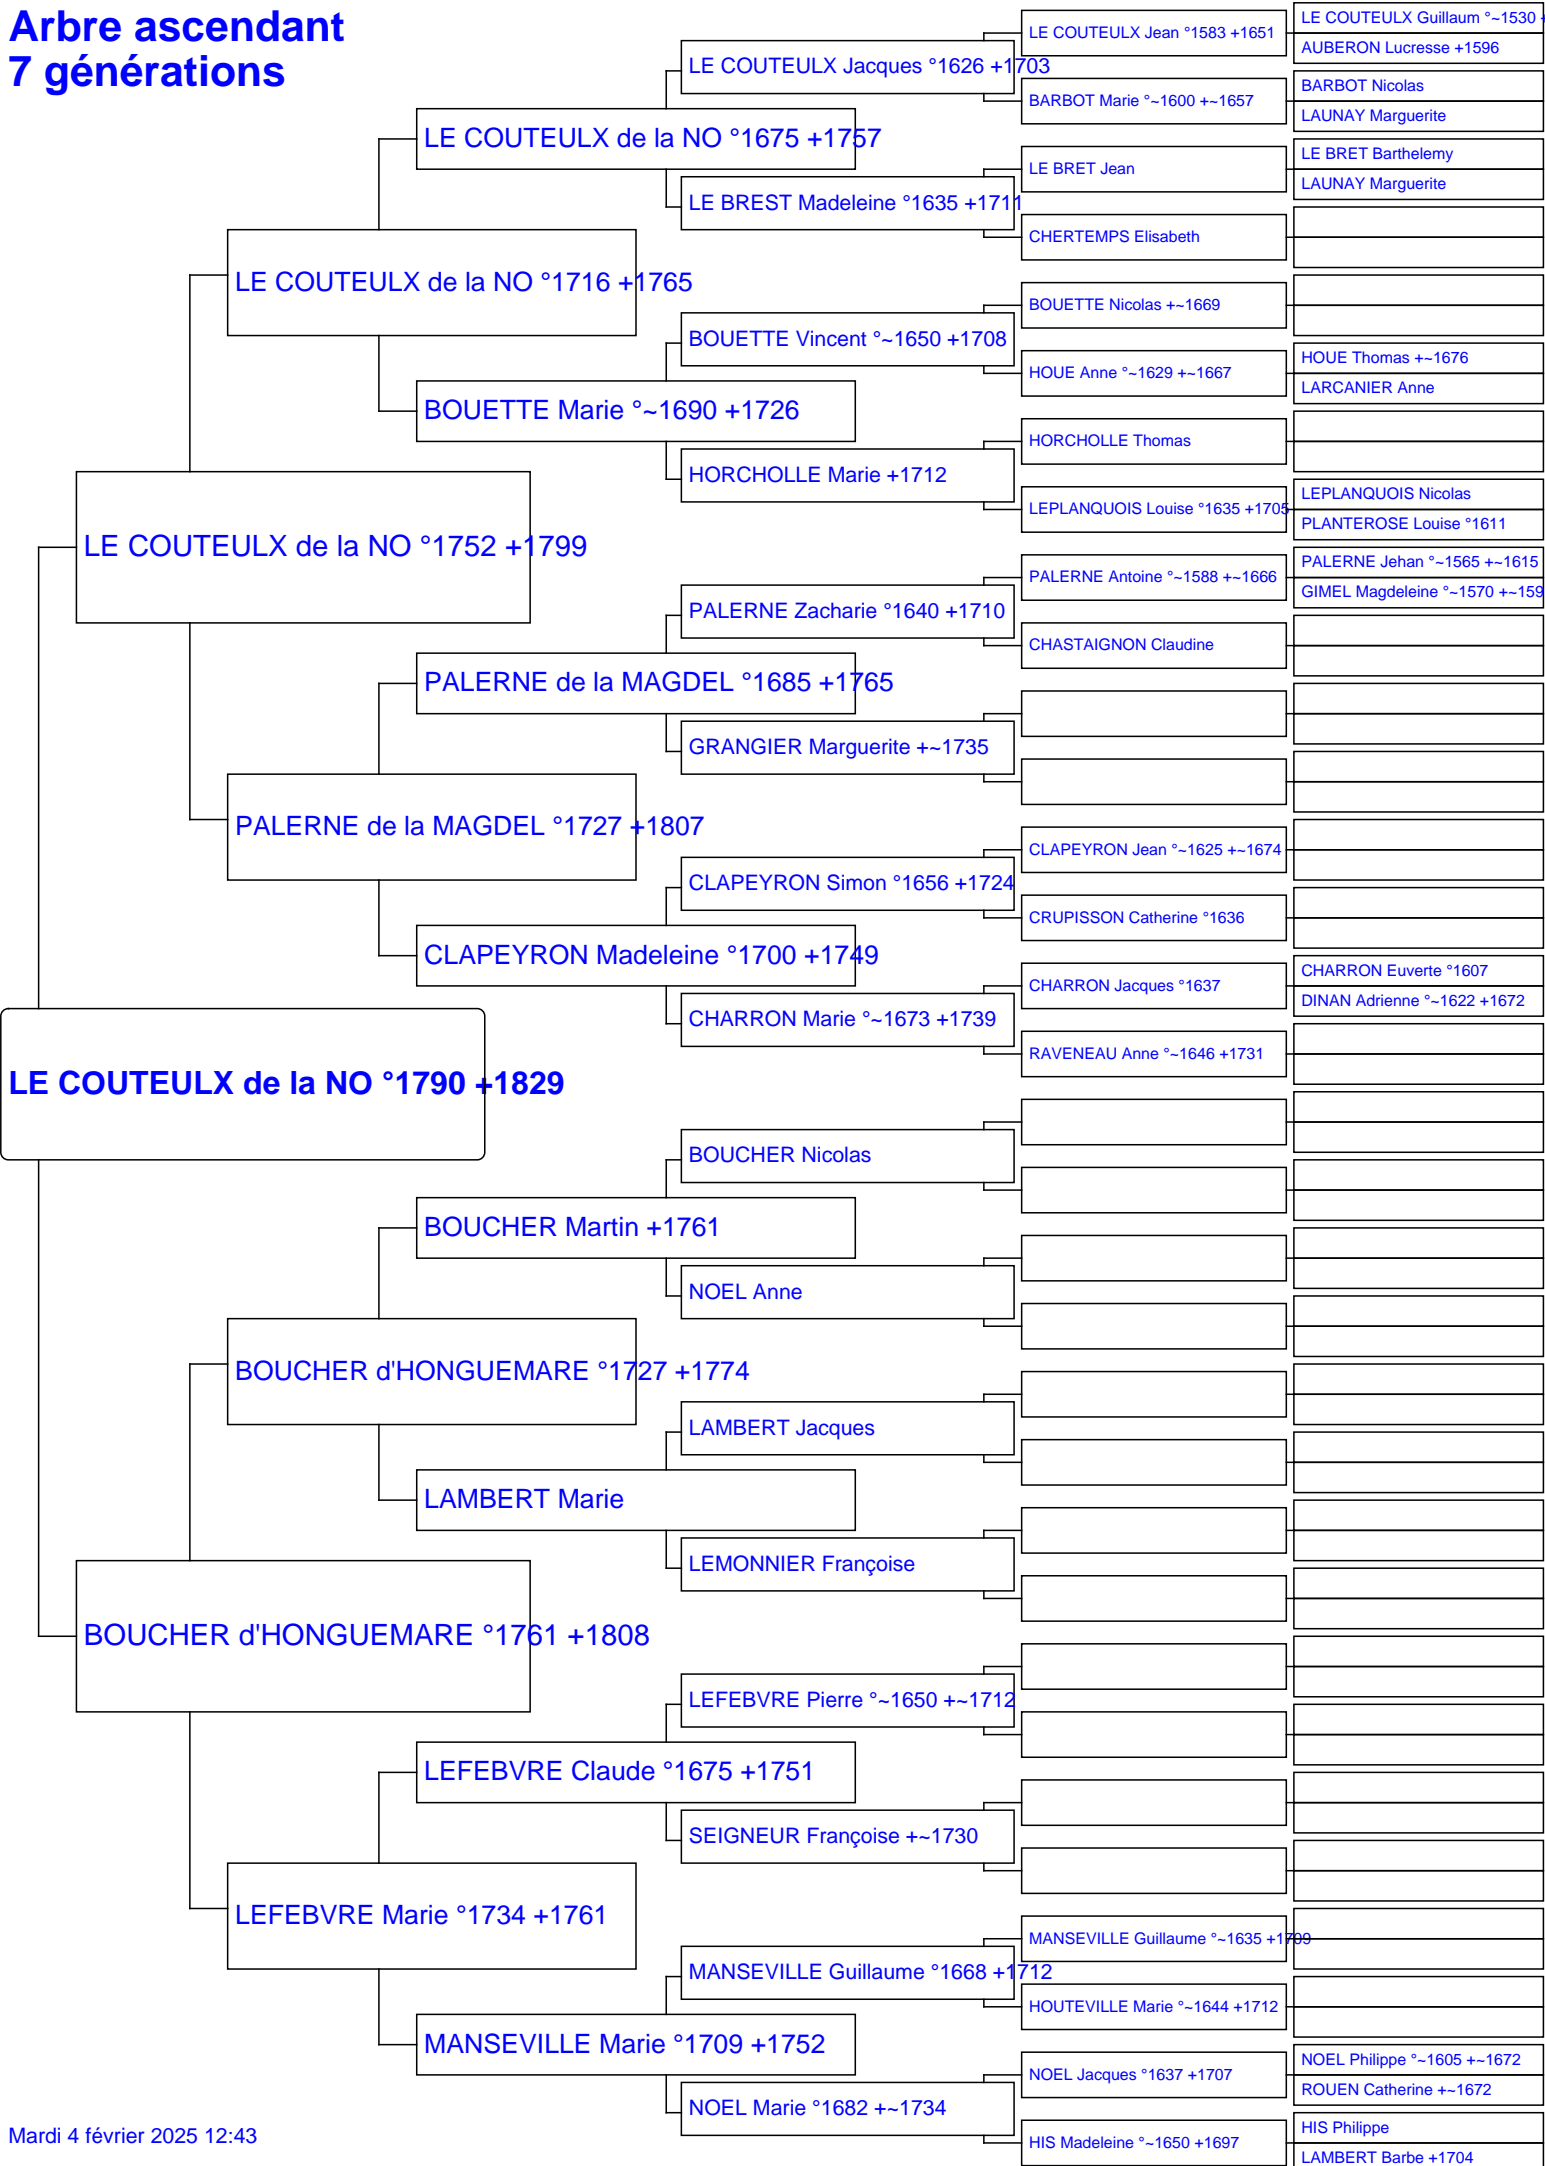 Arbre ascendant
7 générations
LE COUTEULX de la NO °1790 +1829
LE COUTEULX de la NO °1752 +1799
BOUCHER d'HONGUEMARE °1761 +1808
LE COUTEULX de la NO °1716 +1765
PALERNE de la MAGDEL °1727 +1807
BOUCHER d'HONGUEMARE °1727 +1774
LEFEBVRE Marie °1734 +1761
LE COUTEULX de la NO °1675 +1757
BOUETTE Marie °~1690 +1726
PALERNE de la MAGDEL °1685 +1765
CLAPEYRON Madeleine °1700 +1749
BOUCHER Martin +1761
LAMBERT Marie
LEFEBVRE Claude °1675 +1751
MANSEVILLE Marie °1709 +1752
LE COUTEULX Jacques °1626 +1703
LE BREST Madeleine °1635 +1711
BOUETTE Vincent °~1650 +1708
HORCHOLLE Marie +1712
PALERNE Zacharie °1640 +1710
GRANGIER Marguerite +~1735
CLAPEYRON Simon °1656 +1724
CHARRON Marie °~1673 +1739
BOUCHER Nicolas
NOEL Anne
LAMBERT Jacques
LEMONNIER Françoise
LEFEBVRE Pierre °~1650 +~1712
SEIGNEUR Françoise +~1730
MANSEVILLE Guillaume °1668 +1712
NOEL Marie °1682 +~1734
LE COUTEULX Jean °1583 +1651
BARBOT Marie °~1600 +~1657
LE BRET Jean
CHERTEMPS Elisabeth
BOUETTE Nicolas +~1669
HOUE Anne °~1629 +~1667
HORCHOLLE Thomas
LEPLANQUOIS Louise °1635 +1705
PALERNE Antoine °~1588 +~1666
CHASTAIGNON Claudine
CLAPEYRON Jean °~1625 +~1674
CRUPISSON Catherine °1636
CHARRON Jacques °1637
RAVENEAU Anne °~1646 +1731
MANSEVILLE Guillaume °~1635 +1709
HOUTEVILLE Marie °~1644 +1712
NOEL Jacques °1637 +1707
HIS Madeleine °~1650 +1697
LE COUTEULX Guillaum °~1530 +
AUBERON Lucresse +1596
BARBOT Nicolas
LAUNAY Marguerite
LE BRET Barthelemy
LAUNAY Marguerite
HOUE Thomas +~1676
LARCANIER Anne
LEPLANQUOIS Nicolas
PLANTEROSE Louise °1611
PALERNE Jehan °~1565 +~1615
GIMEL Magdeleine °~1570 +~159
CHARRON Euverte °1607
DINAN Adrienne °~1622 +1672
NOEL Philippe °~1605 +~1672
ROUEN Catherine +~1672
HIS Philippe
LAMBERT Barbe +1704
Mardi 4 février 2025 12:43